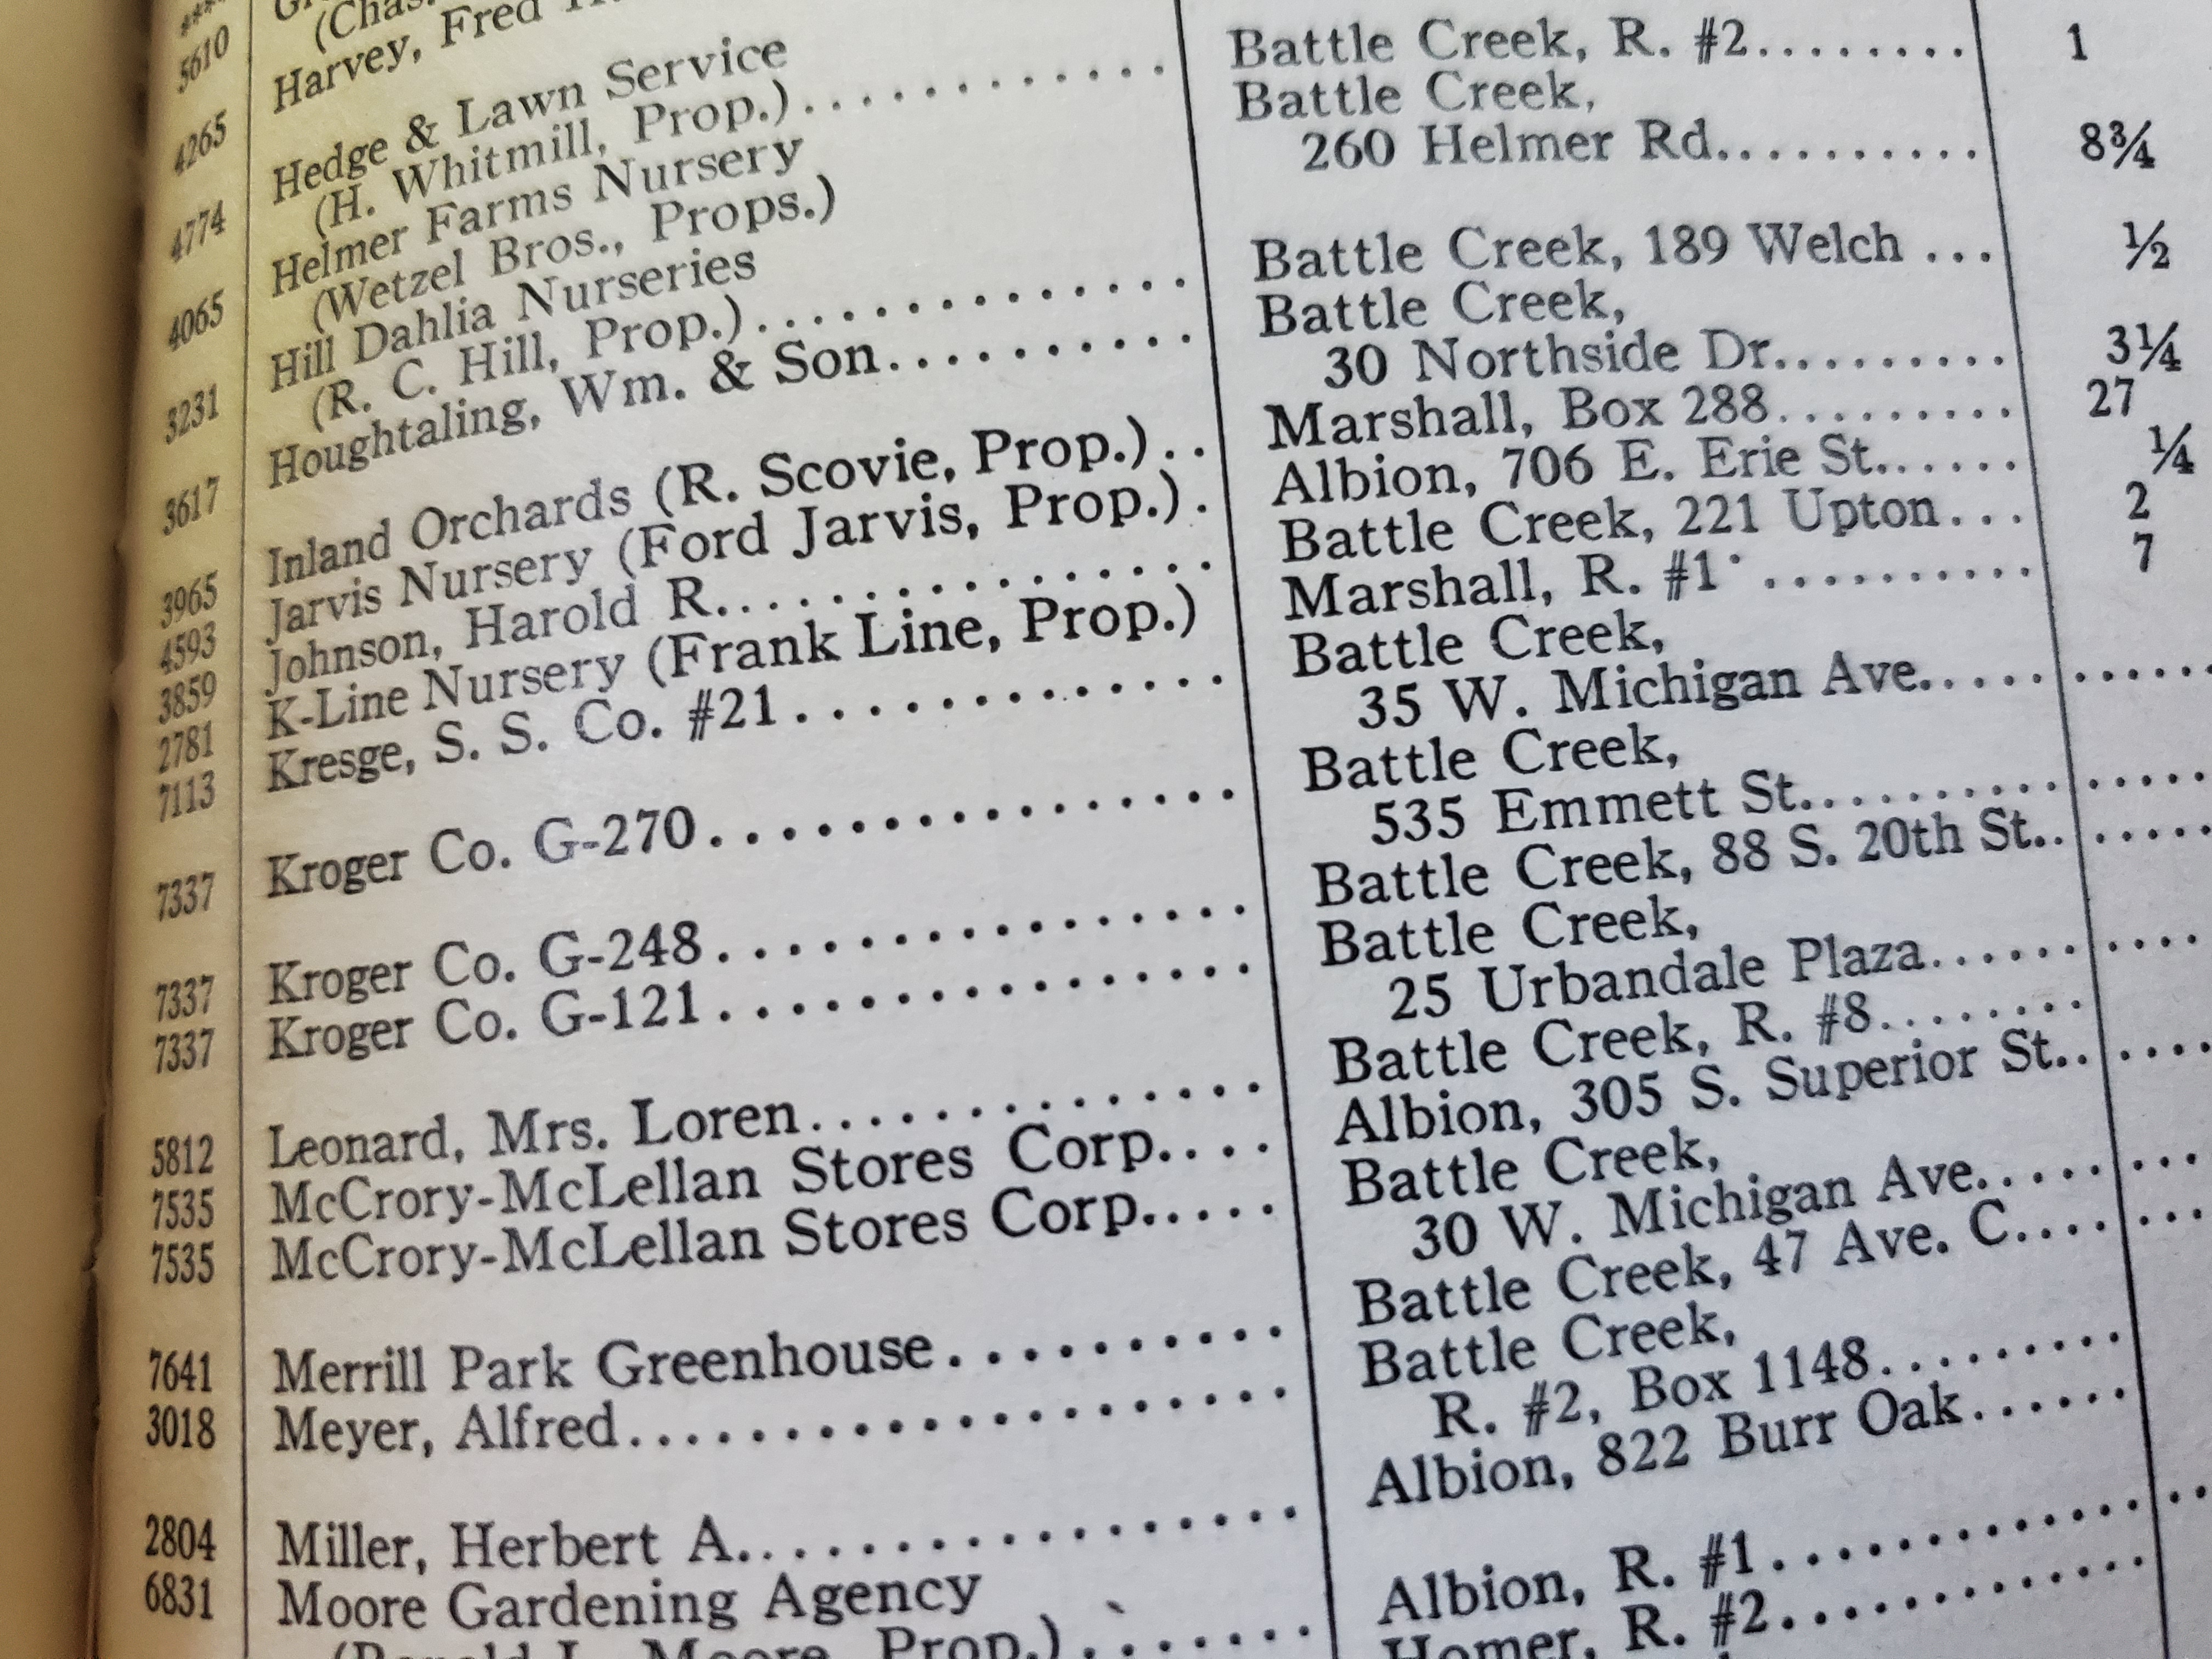 5610 (Chas.
4265 Harvey, Fred
4774 Hedge & Lawn Service
(H. Whitmill, Prop.)............ Battle Creek, R. #2........ 1
4065 Helmer Farms Nursery Battle Creek,
(Wetzel Bros., Props.) 260 Helmer Rd........... 8¾
3231 Hill Dahlia Nurseries
(R. C. Hill, Prop.).............. Battle Creek, 189 Welch ... ½
3617 Houghtaling, Wm. & Son.......... Battle Creek,
30 Northside Dr.......... 3¼
3965 Inland Orchards (R. Scovie, Prop.).. Marshall, Box 288......... 27
4593 Jarvis Nursery (Ford Jarvis, Prop.). Albion, 706 E. Erie St...... ¼
3859 Johnson, Harold R................ Battle Creek, 221 Upton... 2
2781 K-Line Nursery (Frank Line, Prop.) Marshall, R. #1 .......... 7
7113 Kresge, S. S. Co. #21............. Battle Creek,
35 W. Michigan Ave...........
7337 Kroger Co. G-270............... Battle Creek,
535 Emmett St................
7337 Kroger Co. G-248............... Battle Creek, 88 S. 20th St.......
7337 Kroger Co. G-121............... Battle Creek,
25 Urbandale Plaza..........
5812 Leonard, Mrs. Loren.............. Battle Creek, R. #8........
7535 McCrory-McLellan Stores Corp.... Albion, 305 S. Superior St......
7535 McCrory-McLellan Stores Corp..... Battle Creek,
30 W. Michigan Ave.........
7641 Merrill Park Greenhouse.......... Battle Creek, 47 Ave. C.......
3018 Meyer, Alfred................... Battle Creek,
R. #2, Box 1148.........
2804 Miller, Herbert A................ Albion, 822 Burr Oak......
6831 Moore Gardening Agency
Moore, Prop.)....... Albion, R. #1...............
Homer, R. #2............